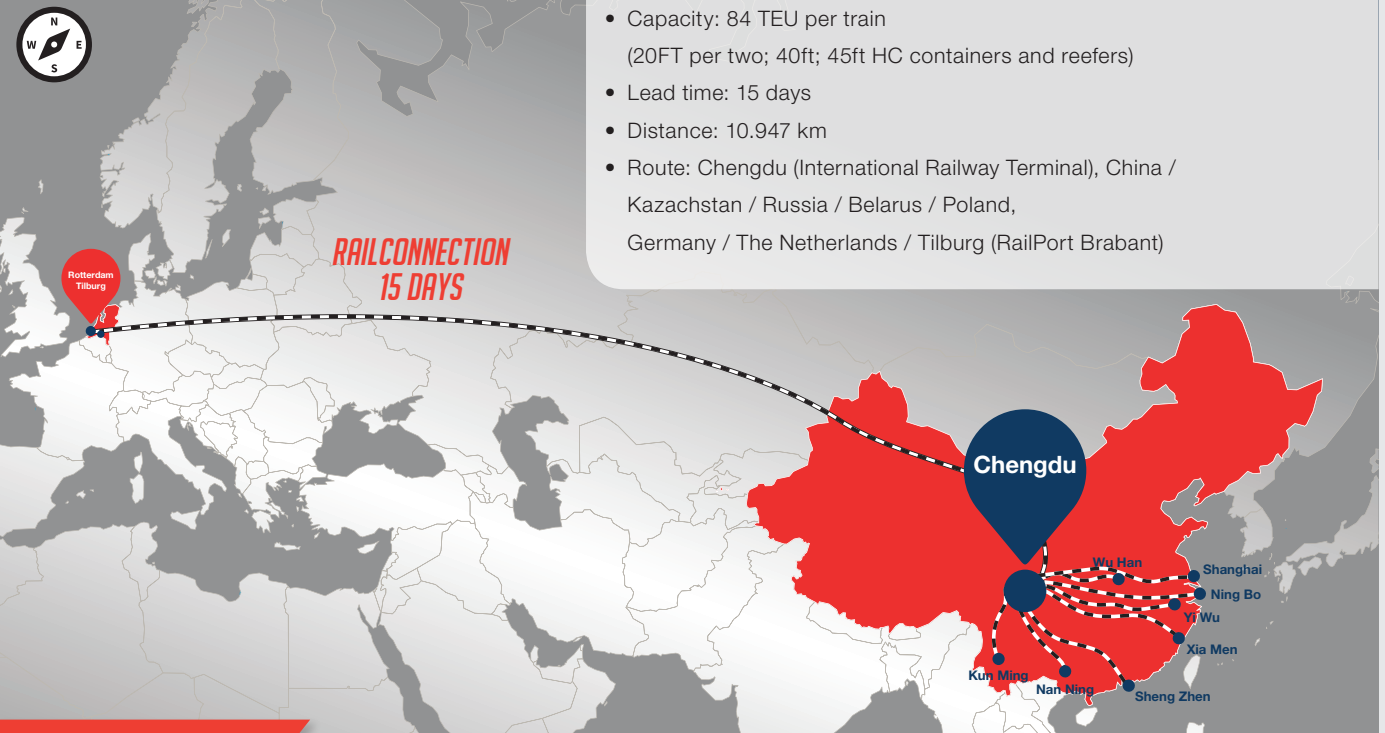 N
W E
S
• Capacity: 84 TEU per train
(20FT per two; 40ft; 45ft HC containers and reefers)
• Lead time: 15 days
• Distance: 10.947 km
• Route: Chengdu (International Railway Terminal), China /
Kazachstan / Russia / Belarus / Poland,
Germany / The Netherlands / Tilburg (RailPort Brabant)
RAILCONNECTION
15 DAYS
Rotterdam
Tilburg
Chengdu
Wu Han
Shanghai
Ning Bo
Yi Wu
Xia Men
Kun Ming
Nan Ning
Sheng Zhen